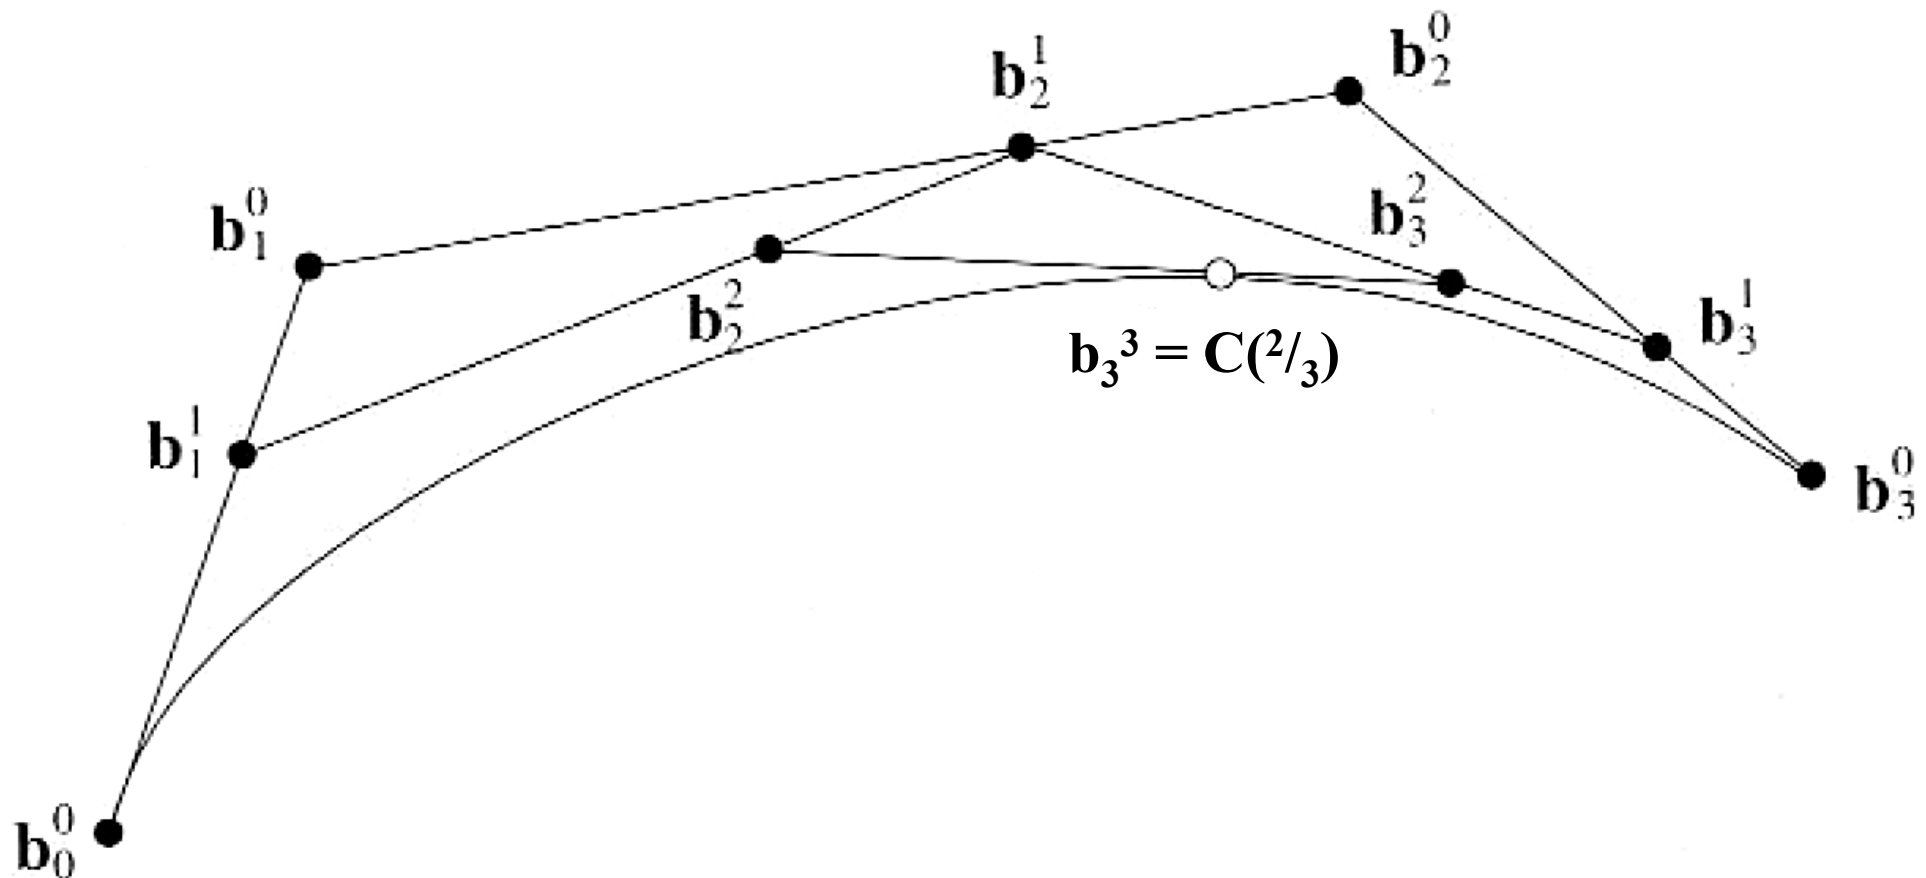 b₂⁰
b₂¹
b₁⁰
b₃²
b₂²
b₃¹
b₃³ = C(²/₃)
b₁¹
b₃⁰
b₀⁰